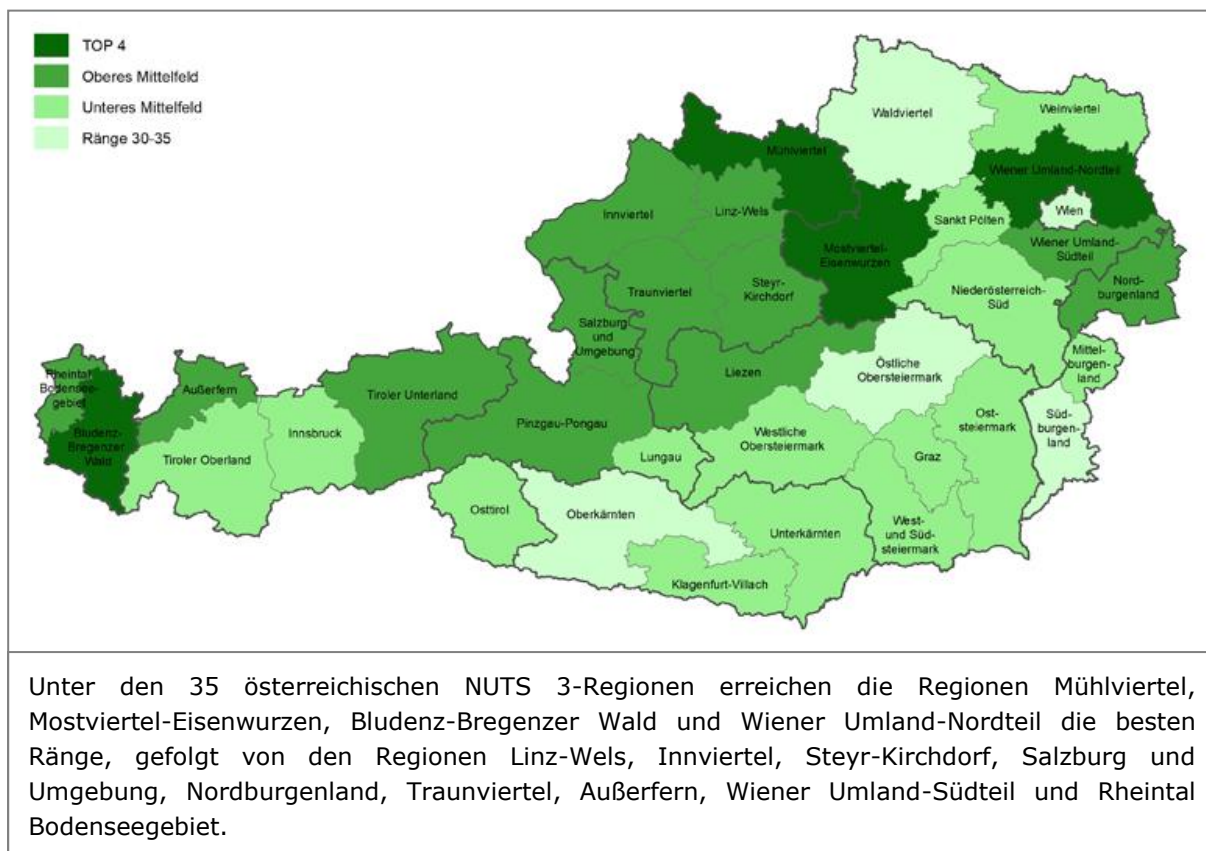 TOP 4
Oberes Mittelfeld
Unteres Mittelfeld
Ränge 30-35
Waldviertel
Weinviertel
Mühlviertel
Wiener Umland-Nordteil
Innviertel
Linz-Wels
Sankt Pölten
Wien
Mostviertel-
Eisenwurzen
Wiener Umland-
Südteil
Traunviertel
Steyr-
Kirchdorf
Niederösterreich-
Süd
Nord-
burgenland
Salzburg
und
Umgebung
Rheintal
Bodensee-
gebiet
Außerfern
Tiroler Unterland
Liezen
Östliche
Obersteiermark
Mittel-
burgenland
Bludenz-
Bregenzer
Wald
Innsbruck
Pinzgau-Pongau
Ost-
steiermark
Süd-
burgen-
land
Tiroler Oberland
Lungau
Westliche
Obersteiermark
Graz
Osttirol
Oberkärnten
Unterkärnten
West-
und Süd-
steiermark
Klagenfurt-Villach
Unter den 35 österreichischen NUTS 3-Regionen erreichen die Regionen Mühlviertel,
Mostviertel-Eisenwurzen, Bludenz-Bregenzer Wald und Wiener Umland-Nordteil die besten
Ränge, gefolgt von den Regionen Linz-Wels, Innviertel, Steyr-Kirchdorf, Salzburg und
Umgebung, Nordburgenland, Traunviertel, Außerfern, Wiener Umland-Südteil und Rheintal
Bodenseegebiet.